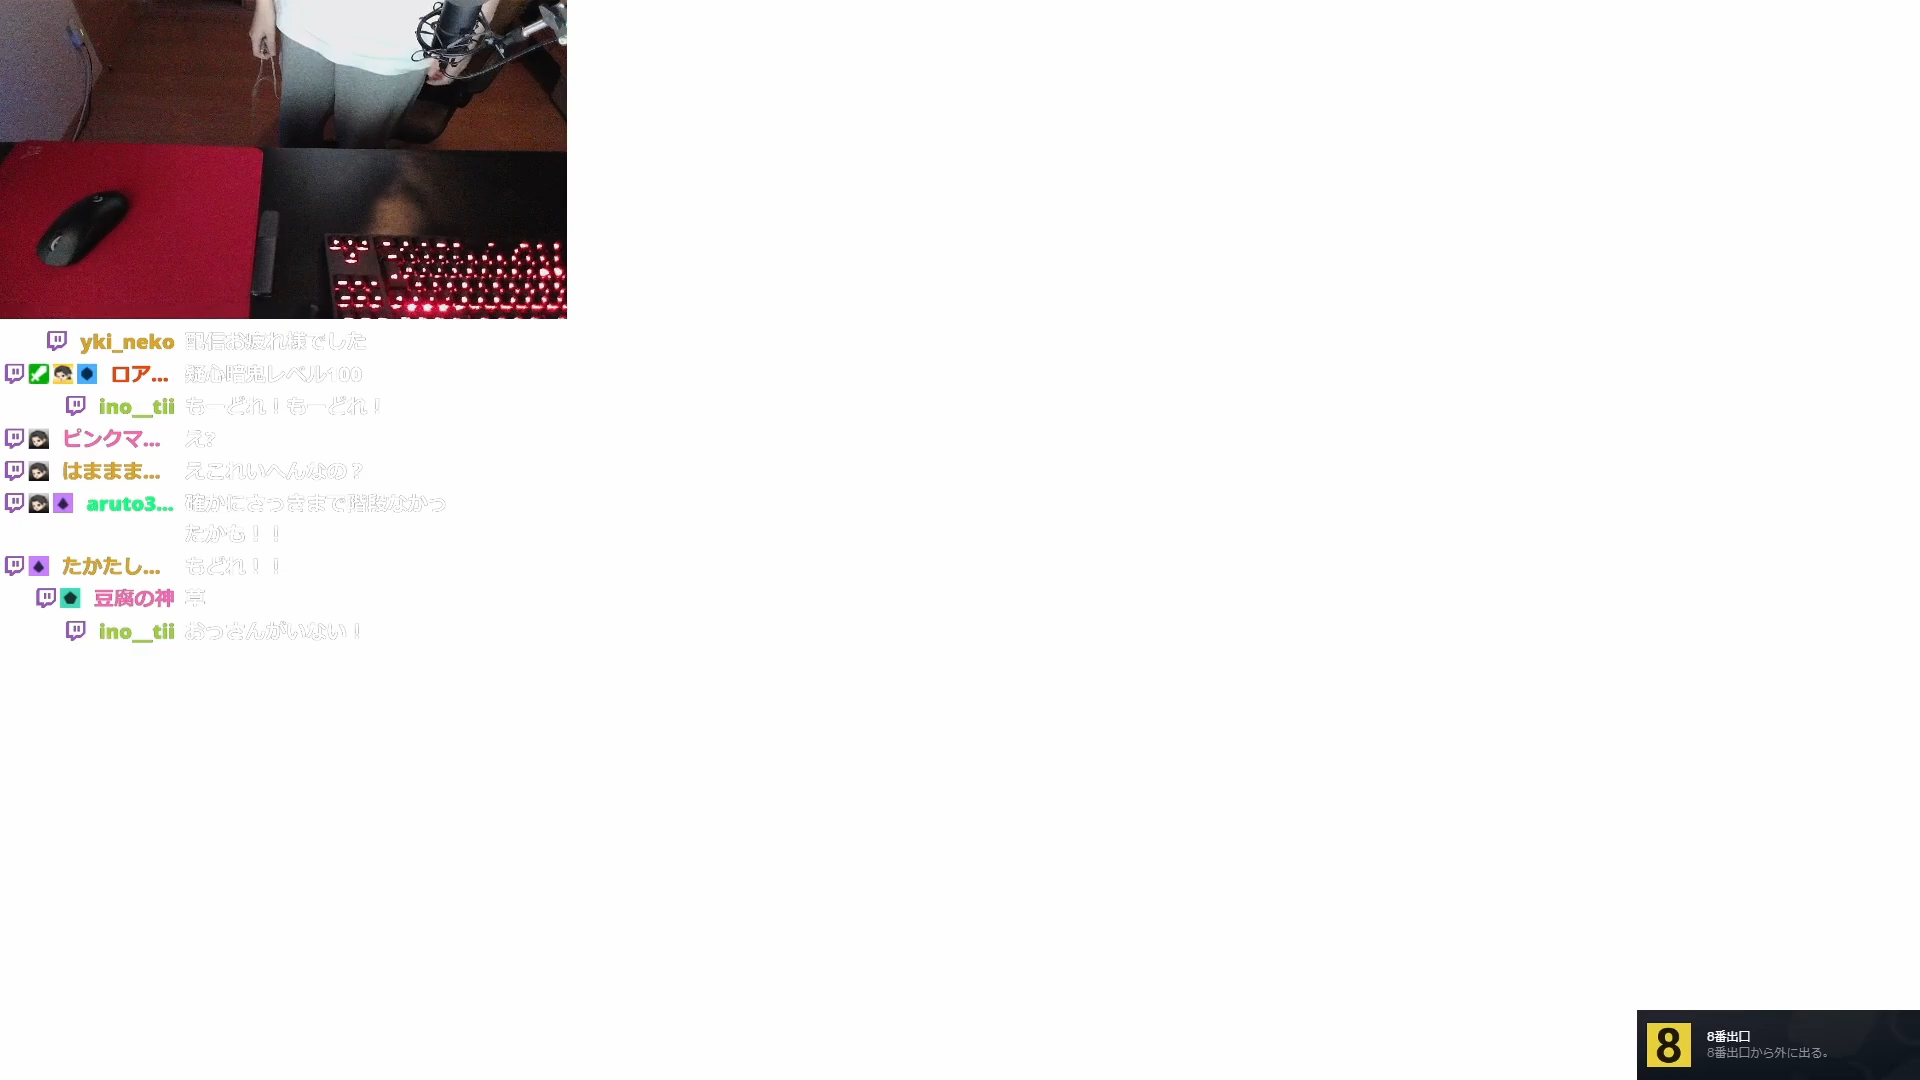 yki_neko 配信お疲れ様でした
ロア... 疑心暗鬼レベル100
ino__tii もーどれ！もーどれ！
ピンクマ... え?
はままま... えこれいへんなの？
aruto3... 確かにさっきまで階段なかっ
たかも！！
たかたし... もどれ！！
豆腐の神 草
ino__tii おっさんがいない！
8 8番出口
8番出口から外に出る。